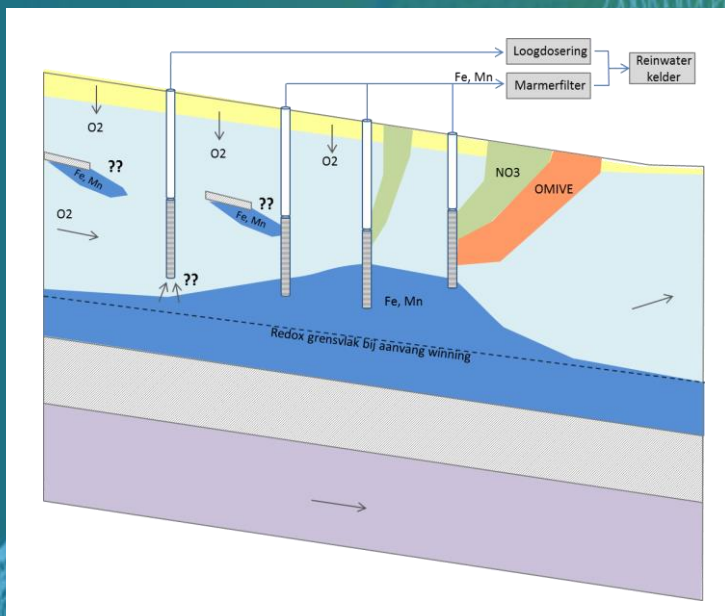 Loogdosering
Reinwater
kelder
Fe, Mn
Marmerfilter
O2
O2
O2
??
Fe, Mn
NO3
??
Fe, Mn
OMIVE
O2
??
Fe, Mn
Redox grensvlak bij aanvang winning